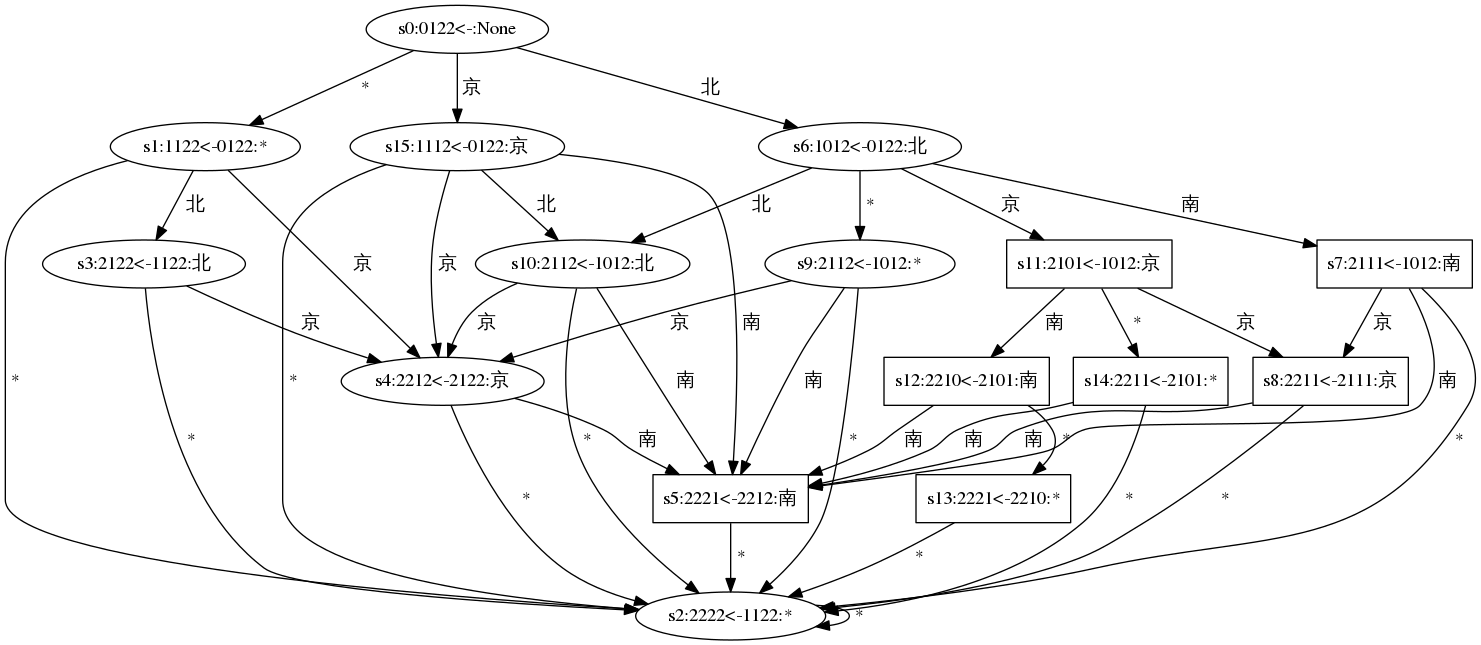 s0:0122<-:None
* 京 北
s1:1122<-0122:* s15:1112<-0122:京 s6:1012<-0122:北
北 北 北 * 京 南
s3:2122<-1122:北 京 京 s10:2112<-1012:北 s9:2112<-1012:* s11:2101<-1012:京 s7:2111<-1012:南
京 京 京 南 南 * 京 京
* s4:2212<-2122:京 * 南 南 s12:2210<-2101:南 s14:2211<-2101:* s8:2211<-2111:京 南
* 南 * * 南 南 南 * *
* s5:2221<-2212:南 s13:2221<-2210:* * *
* *
s2:2222<-1122:* *